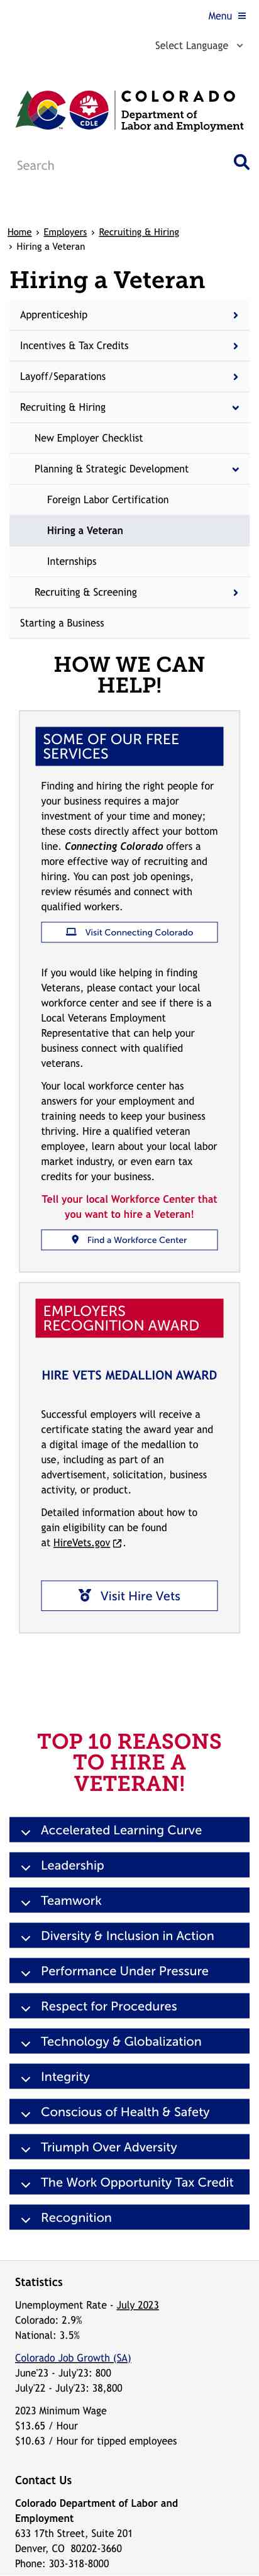 Menu
Select Language
COLORADO
Department of
Labor and Employment
CDLE
Search
Home › Employers › Recruiting & Hiring
› Hiring a Veteran
Hiring a Veteran
Apprenticeship
Incentives & Tax Credits
Layoff/Separations
Recruiting & Hiring
New Employer Checklist
Planning & Strategic Development
Foreign Labor Certification
Hiring a Veteran
Internships
Recruiting & Screening
Starting a Business
HOW WE CAN
HELP!
SOME OF OUR FREE
SERVICES
Finding and hiring the right people for
your business requires a major
investment of your time and money;
these costs directly affect your bottom
line. Connecting Colorado offers a
more effective way of recruiting and
hiring. You can post job openings,
review résumés and connect with
qualified workers.
Visit Connecting Colorado
If you would like helping in finding
Veterans, please contact your local
workforce center and see if there is a
Local Veterans Employment
Representative that can help your
business connect with qualified
veterans.
Your local workforce center has
answers for your employment and
training needs to keep your business
thriving. Hire a qualified veteran
employee, learn about your local labor
market industry, or even earn tax
credits for your business.
Tell your local Workforce Center that
you want to hire a Veteran!
Find a Workforce Center
EMPLOYERS
RECOGNITION AWARD
HIRE VETS MEDALLION AWARD
Successful employers will receive a
certificate stating the award year and
a digital image of the medallion to
use, including as part of an
advertisement, solicitation, business
activity, or product.
Detailed information about how to
gain eligibility can be found
at HireVets.gov.
Visit Hire Vets
TOP 10 REASONS
TO HIRE A
VETERAN!
Accelerated Learning Curve
Leadership
Teamwork
Diversity & Inclusion in Action
Performance Under Pressure
Respect for Procedures
Technology & Globalization
Integrity
Conscious of Health & Safety
Triumph Over Adversity
The Work Opportunity Tax Credit
Recognition
Statistics
Unemployment Rate - July 2023
Colorado: 2.9%
National: 3.5%
Colorado Job Growth (SA)
June'23 - July'23: 800
July'22 - July'23: 38,800
2023 Minimum Wage
$13.65 / Hour
$10.63 / Hour for tipped employees
Contact Us
Colorado Department of Labor and
Employment
633 17th Street, Suite 201
Denver, CO 80202-3660
Phone: 303-318-8000